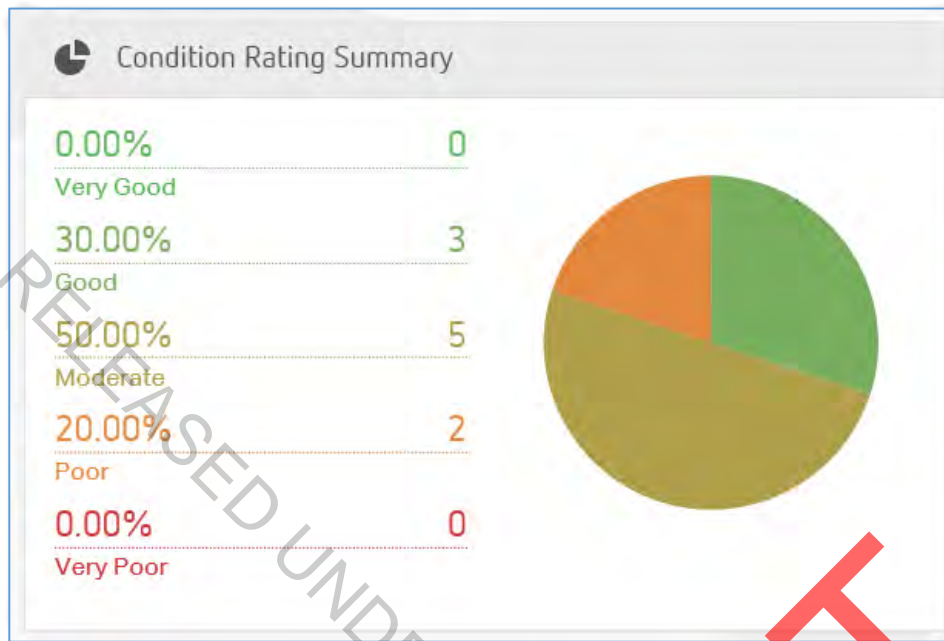 Condition Rating Summary
0.00% 0
Very Good
30.00% 3
Good
50.00% 5
Moderate
20.00% 2
Poor
0.00% 0
Very Poor
RELEASED